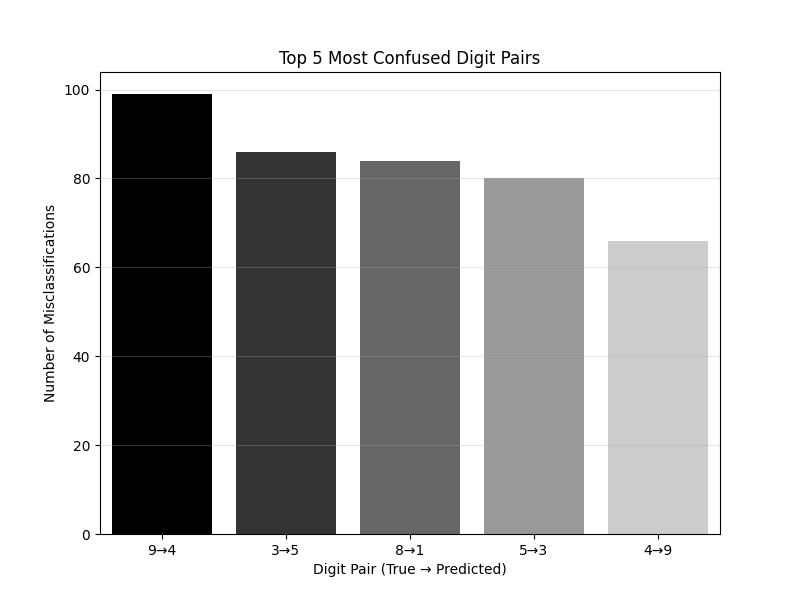 Top 5 Most Confused Digit Pairs
Number of Misclassifications
100
80
60
40
20
0
9→4 3→5 8→1 5→3 4→9
Digit Pair (True → Predicted)